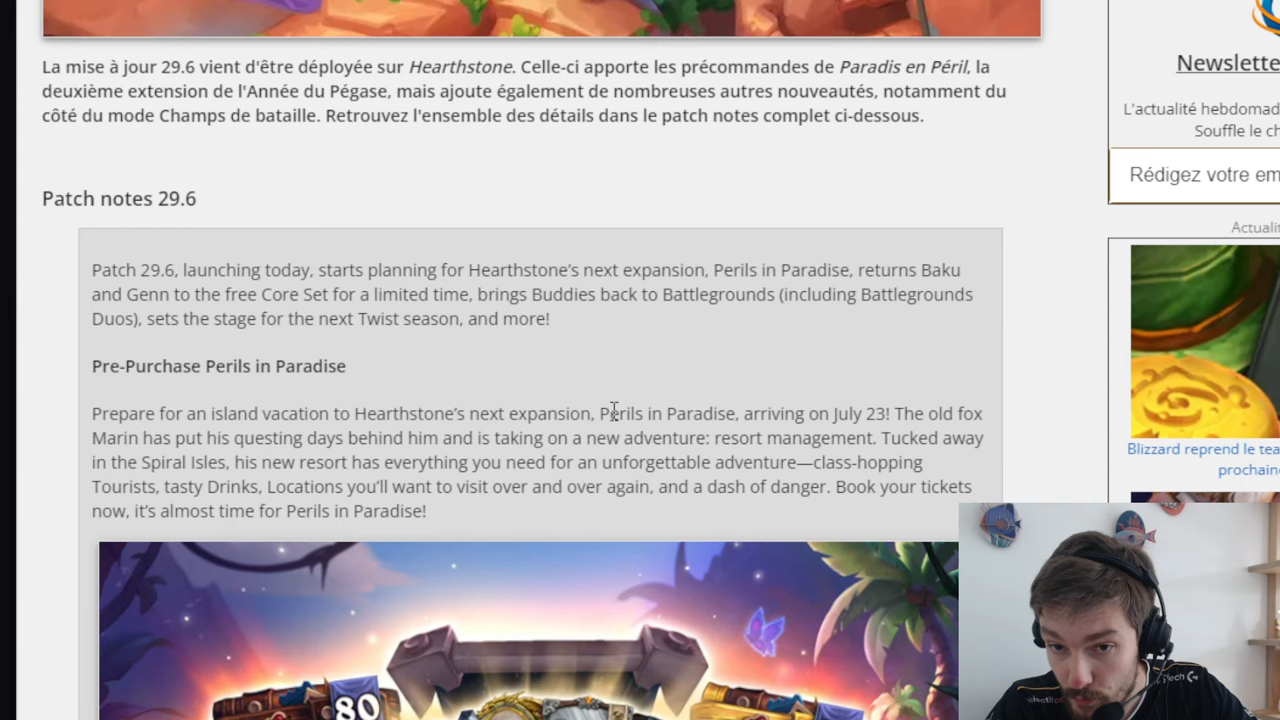 La mise à jour 29.6 vient d'être déployée sur Hearthstone. Celle-ci apporte les précommandes de Paradis en Péril, la
deuxième extension de l'Année du Pégase, mais ajoute également de nombreuses autres nouveautés, notamment du
côté du mode Champs de bataille. Retrouvez l'ensemble des détails dans le patch notes complet ci-dessous.
Patch notes 29.6
Patch 29.6, launching today, starts planning for Hearthstone's next expansion, Perils in Paradise, returns Baku
and Genn to the free Core Set for a limited time, brings Buddies back to Battlegrounds (including Battlegrounds
Duos), sets the stage for the next Twist season, and more!
Pre-Purchase Perils in Paradise
Prepare for an island vacation to Hearthstone's next expansion, Perils in Paradise, arriving on July 23! The old fox
Marin has put his questing days behind him and is taking on a new adventure: resort management. Tucked away
in the Spiral Isles, his new resort has everything you need for an unforgettable adventure—class-hopping
Tourists, tasty Drinks, Locations you'll want to visit over and over again, and a dash of danger. Book your tickets
now, it's almost time for Perils in Paradise!
80
Newslette
L'actualité hebdomad
Souffle le c
Rédigez votre em
Actualit
Blizzard reprend le tea
prochain